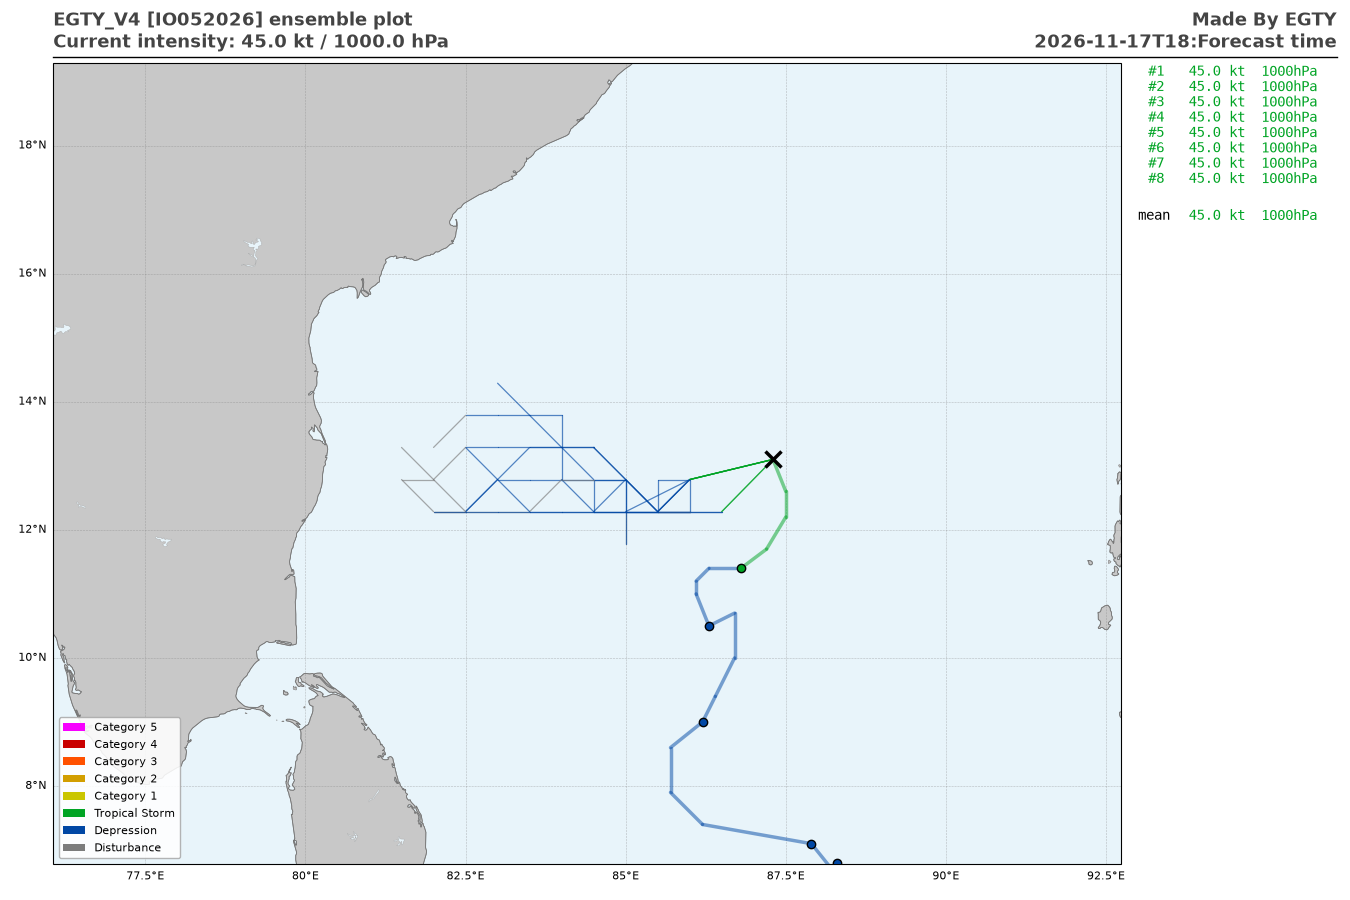 EGTY_V4 [IO052026] ensemble plot
Current intensity: 45.0 kt / 1000.0 hPa
Made By EGTY
2026-11-17T18:Forecast time
#1 45.0 kt 1000hPa
#2 45.0 kt 1000hPa
#3 45.0 kt 1000hPa
#4 45.0 kt 1000hPa
#5 45.0 kt 1000hPa
#6 45.0 kt 1000hPa
#7 45.0 kt 1000hPa
#8 45.0 kt 1000hPa
mean 45.0 kt 1000hPa
18°N
16°N
14°N
12°N
10°N
8°N
Category 5
Category 4
Category 3
Category 2
Category 1
Tropical Storm
Depression
Disturbance
77.5°E 80°E 82.5°E 85°E 87.5°E 90°E 92.5°E